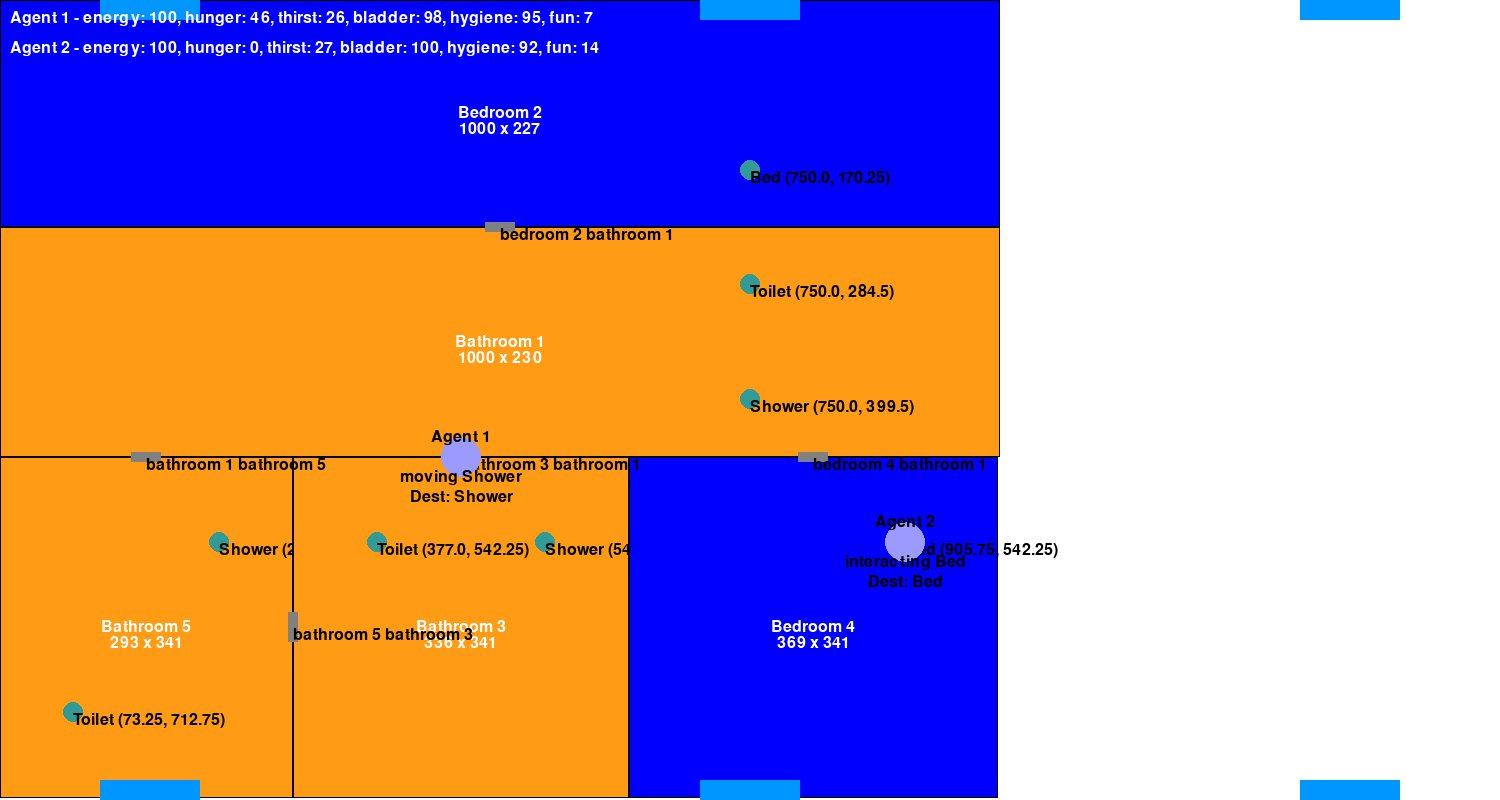 Agent 1 - energy: 100, hunger: 46, thirst: 26, bladder: 98, hygiene: 95, fun: 7
Agent 2 - energy: 100, hunger: 0, thirst: 27, bladder: 100, hygiene: 92, fun: 14
Bedroom 2
1000 x 227
Bed (750.0, 170.25)
bedroom 2 bathroom 1
Toilet (750.0, 284.5)
Bathroom 1
1000 x 230
Shower (750.0, 399.5)
Agent 1
bathroom 1 bathroom 5
throom 3 bathroom 1
bedroom 4 bathroom 1
moving Shower
Dest: Shower
Agent 2
Shower (2
Toilet (377.0, 542.25)
Shower (54
d (905.75, 542.25)
interacting Bed
Dest: Bed
Bathroom 5
293 x 341
Bathroom 3
336 x 341
bathroom 5 bathroom 3
Bedroom 4
369 x 341
Toilet (73.25, 712.75)